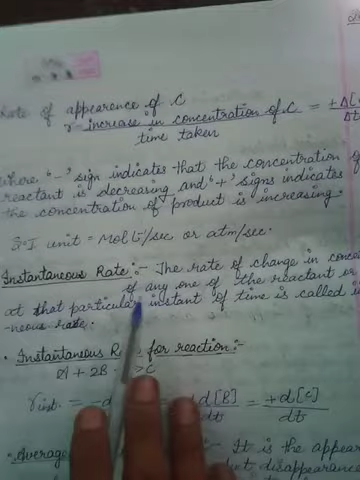 Rate of appearence of C
r = increase in concentration of C = +Δ[
time taken Δt
where '-' sign indicates that the concentration of
reactant is decreasing and '+' signs indicates
the concentration of product is increasing.
S.I unit = Mol L⁻¹/sec or atm/sec.
Instantaneous Rate :- The rate of change in conce
of any one of the reactant or
at that particular instant of time is called
-neous rate.
• Instantaneous R for reaction :-
A + 2B → C
r inst. = -d d[B] = +d[C]
dt dt
• Average :- It is the appear
disappearance